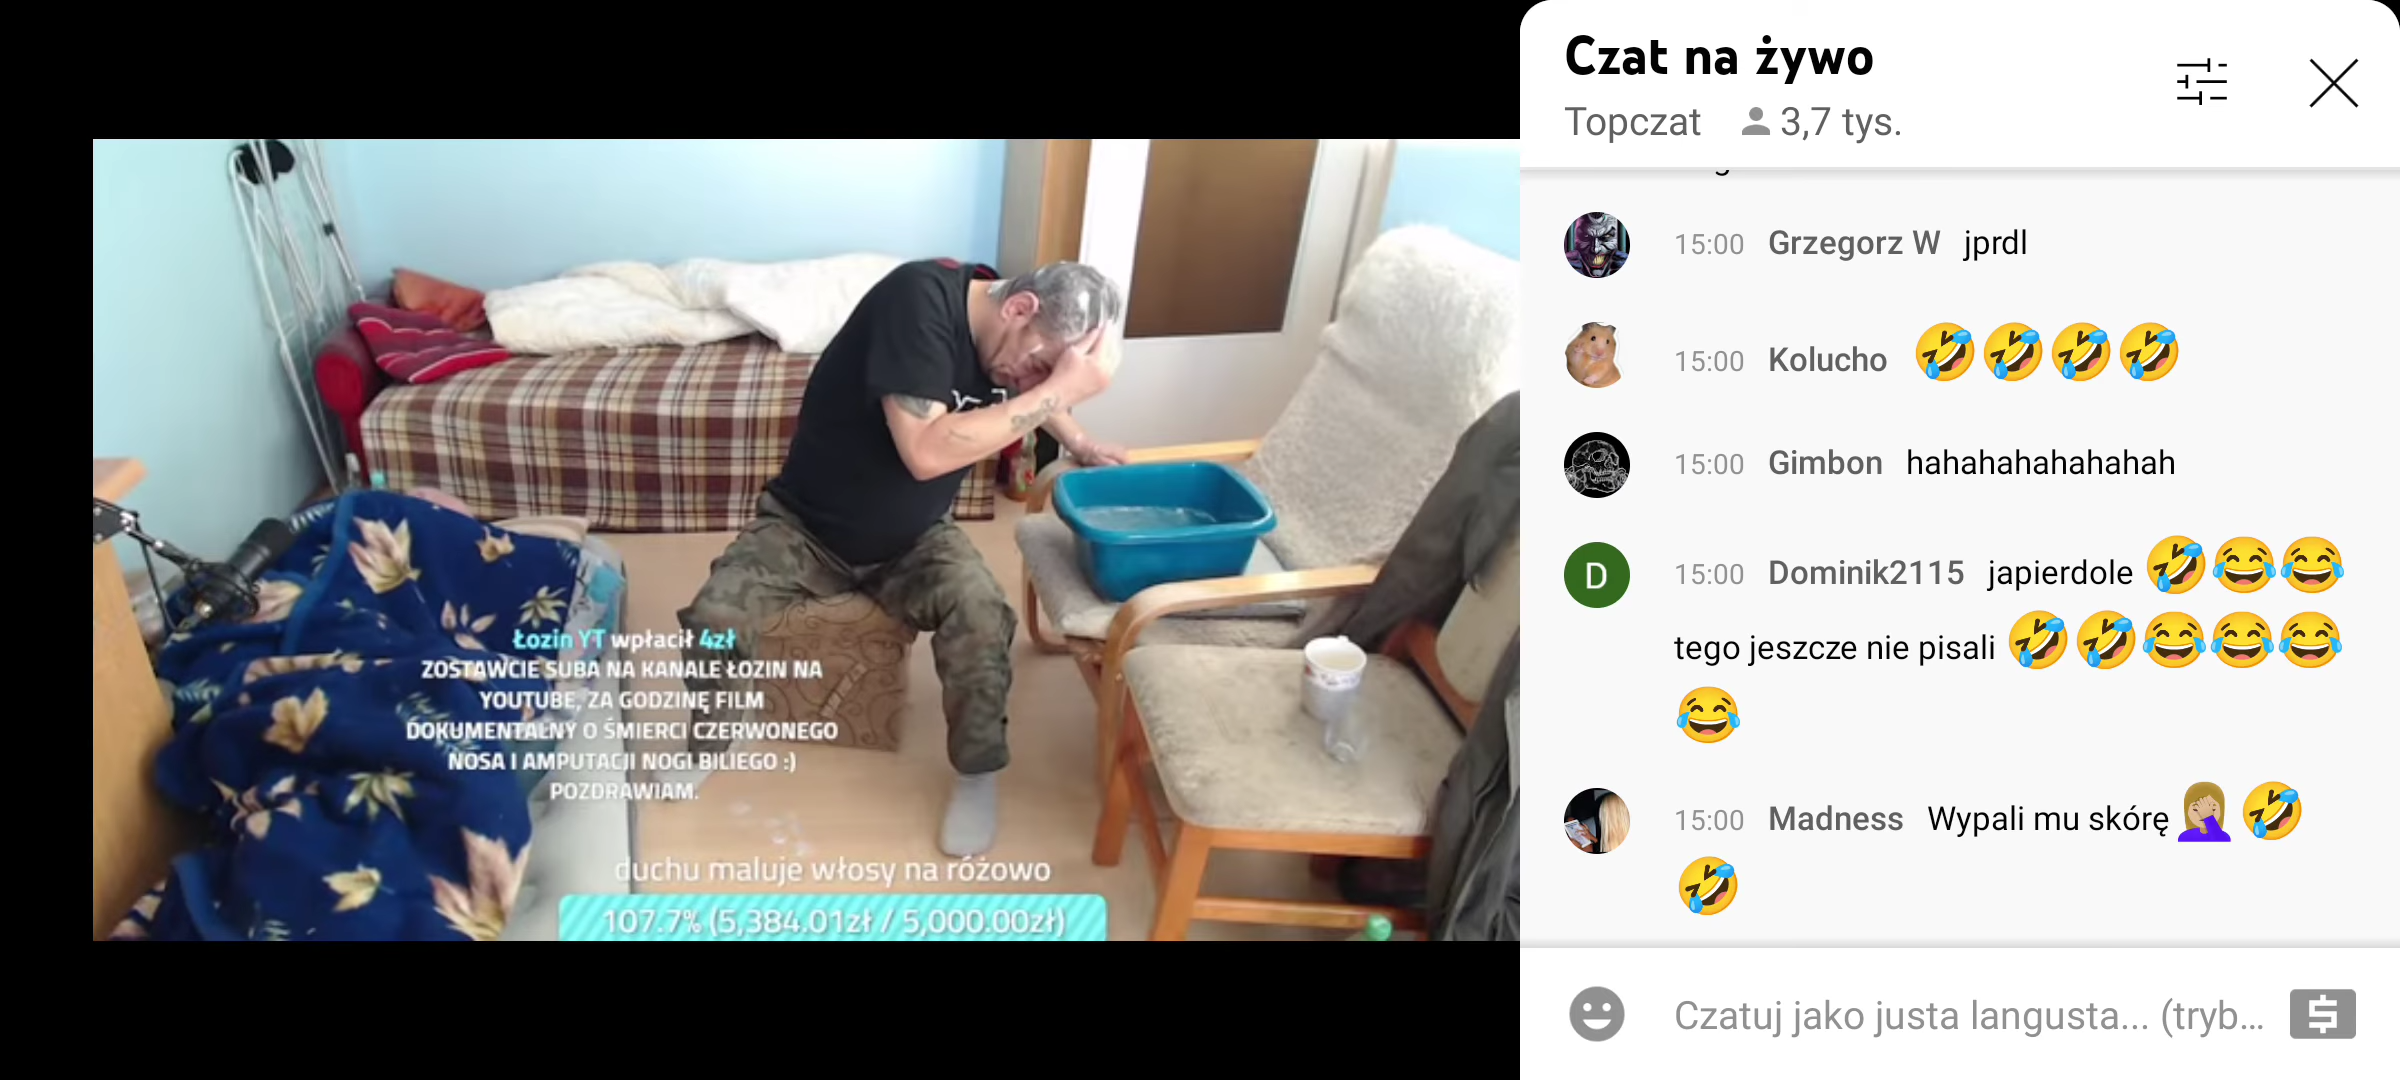 Łozin YT wpłacił 4zł
ZOSTAWCIE SUBA NA KANALE ŁOZIN NA
YOUTUBE, ZA GODZINĘ FILM
DOKUMENTALNY O ŚMIERCI CZERWONEGO
NOSA I AMPUTACJI NOGI BILIEGO :)
POZDRAWIAM.
duchu maluje włosy na różowo
107.7% (5,384.01zł / 5,000.00zł)
Czat na żywo
Topczat 3,7 tys.
15:00 Grzegorz W jprdl
15:00 Kolucho 🤣🤣🤣🤣
15:00 Gimbon hahahahahahahah
D 15:00 Dominik2115 japierdole 🤣😂😂
tego jeszcze nie pisali 🤣🤣😂😂😂
😂
15:00 Madness Wypali mu skórę 🤦🏼‍♀️🤣
🤣
Czatuj jako justa langusta... (tryb...